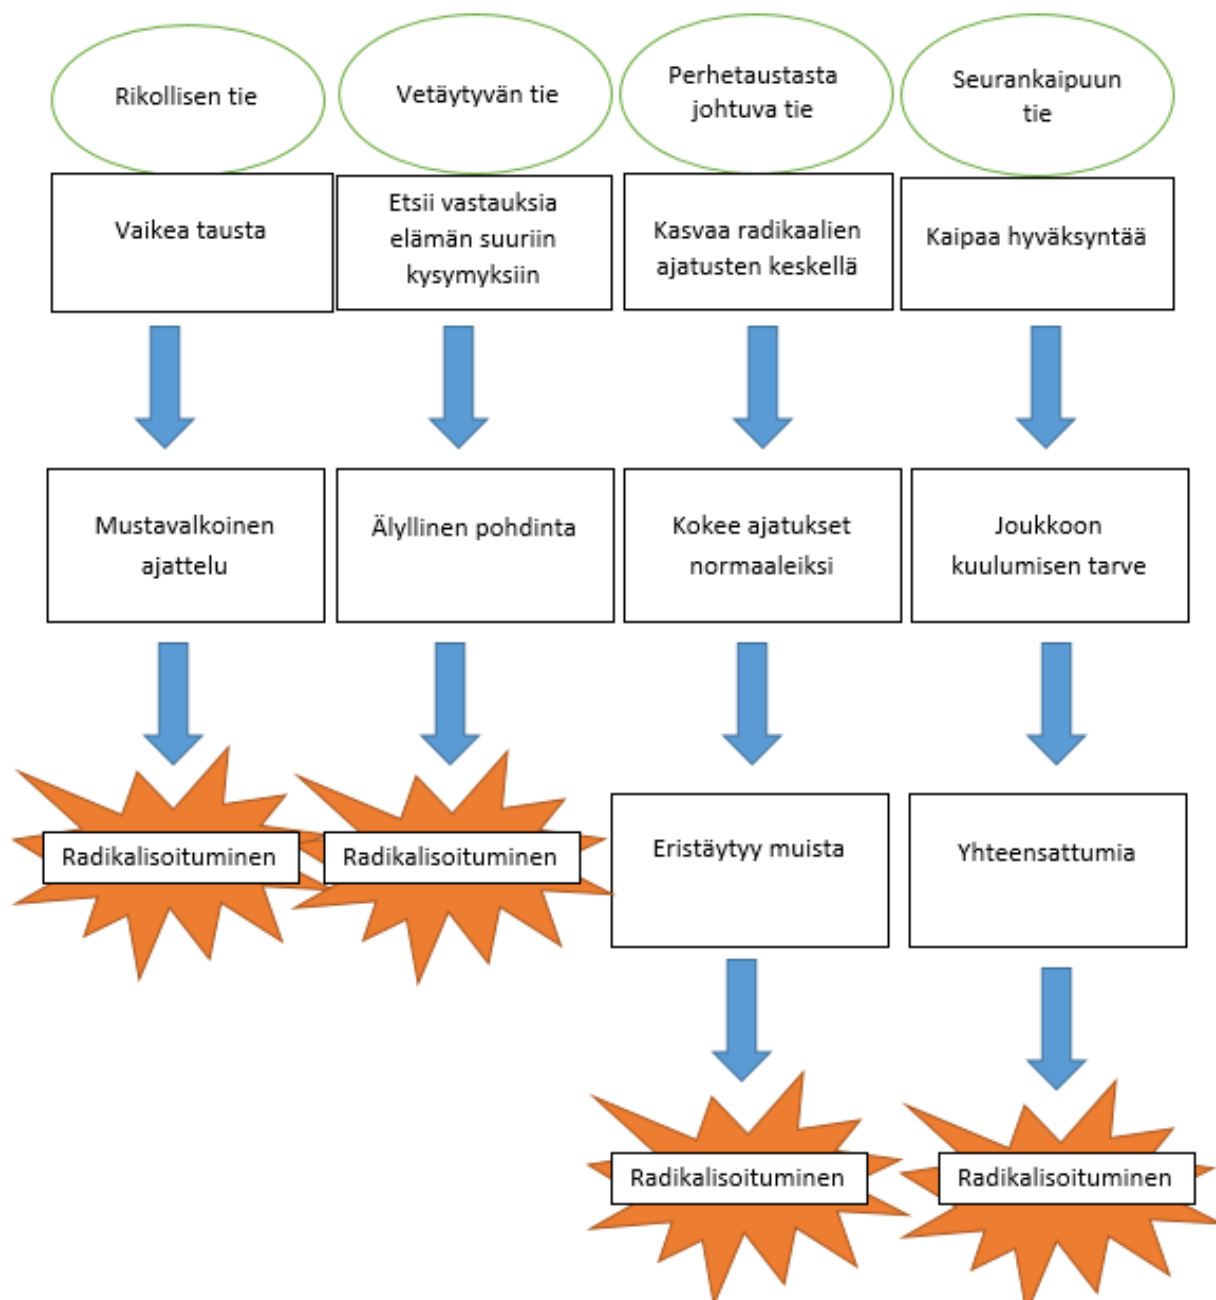 Rikollisen tie
Vetäytyvän tie
Perhetaustasta
johtuva tie
Seurankaipuun
tie
Vaikea tausta
Etsii vastauksia
elämän suuriin
kysymyksiin
Kasvaa radikaalien
ajatusten keskellä
Kaipaa hyväksyntää
Mustavalkoinen
ajattelu
Älyllinen pohdinta
Kokee ajatukset
normaaleiksi
Joukkoon
kuulumisen tarve
Radikalisoituminen
Radikalisoituminen
Eristäytyy muista
Yhteensattumia
Radikalisoituminen
Radikalisoituminen